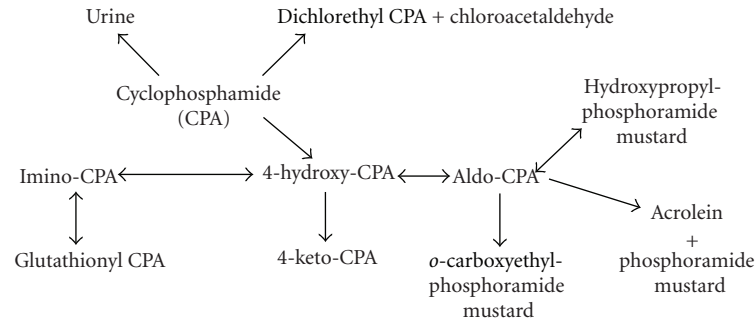 Urine
Dichlorethyl CPA + chloroacetaldehyde
Cyclophosphamide
(CPA)
Hydroxypropyl-
phosphoramide
mustard
Imino-CPA
4-hydroxy-CPA
Aldo-CPA
Acrolein
+
phosphoramide
mustard
Glutathionyl CPA
4-keto-CPA
o-carboxyethyl-
phosphoramide
mustard